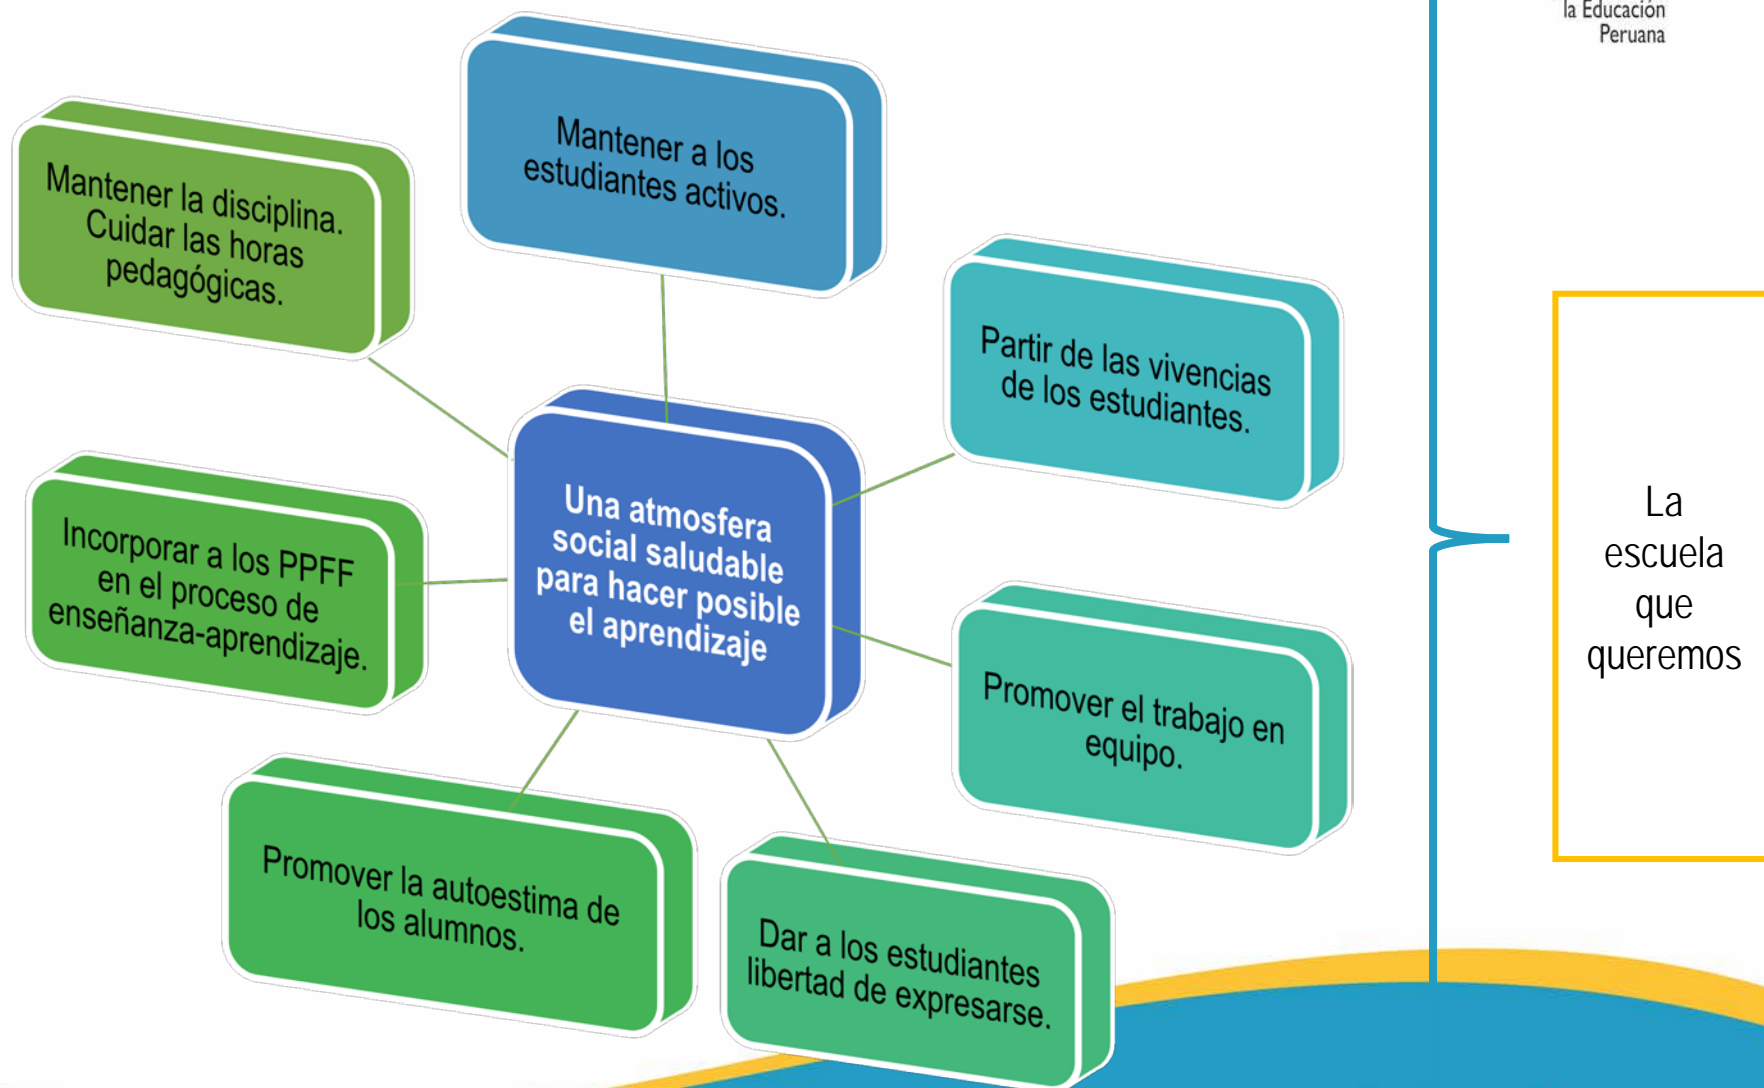 la Educación
Peruana
Mantener a los
estudiantes activos.
Mantener la disciplina.
Cuidar las horas
pedagógicas.
Partir de las vivencias
de los estudiantes.
Una atmosfera
social saludable
para hacer posible
el aprendizaje
Incorporar a los PPFF
en el proceso de
enseñanza-aprendizaje.
Promover el trabajo en
equipo.
Promover la autoestima de
los alumnos.
Dar a los estudiantes
libertad de expresarse.
La
escuela
que
queremos